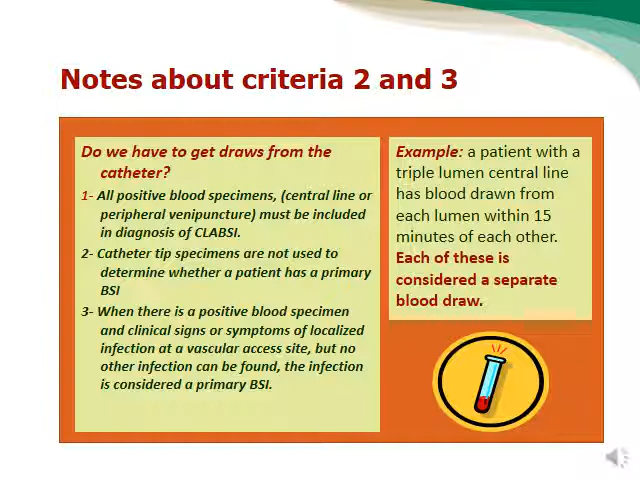 Notes about criteria 2 and 3
Do we have to get draws from the
catheter?
1- All positive blood specimens, (central line or
peripheral venipuncture) must be included
in diagnosis of CLABSI.
2- Catheter tip specimens are not used to
determine whether a patient has a primary
BSI
3- When there is a positive blood specimen
and clinical signs or symptoms of localized
infection at a vascular access site, but no
other infection can be found, the infection
is considered a primary BSI.
Example: a patient with a
triple lumen central line
has blood drawn from
each lumen within 15
minutes of each other.
Each of these is
considered a separate
blood draw.